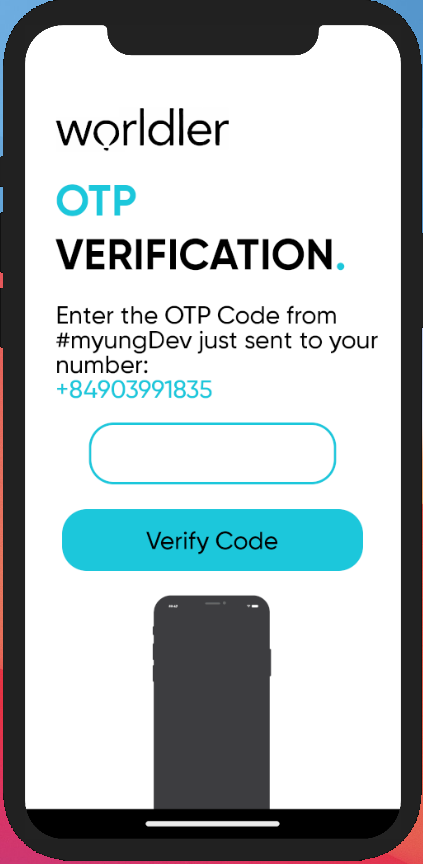 worldler
OTP
VERIFICATION.
Enter the OTP Code from
#myungDev just sent to your
number:
+84903991835
Verify Code